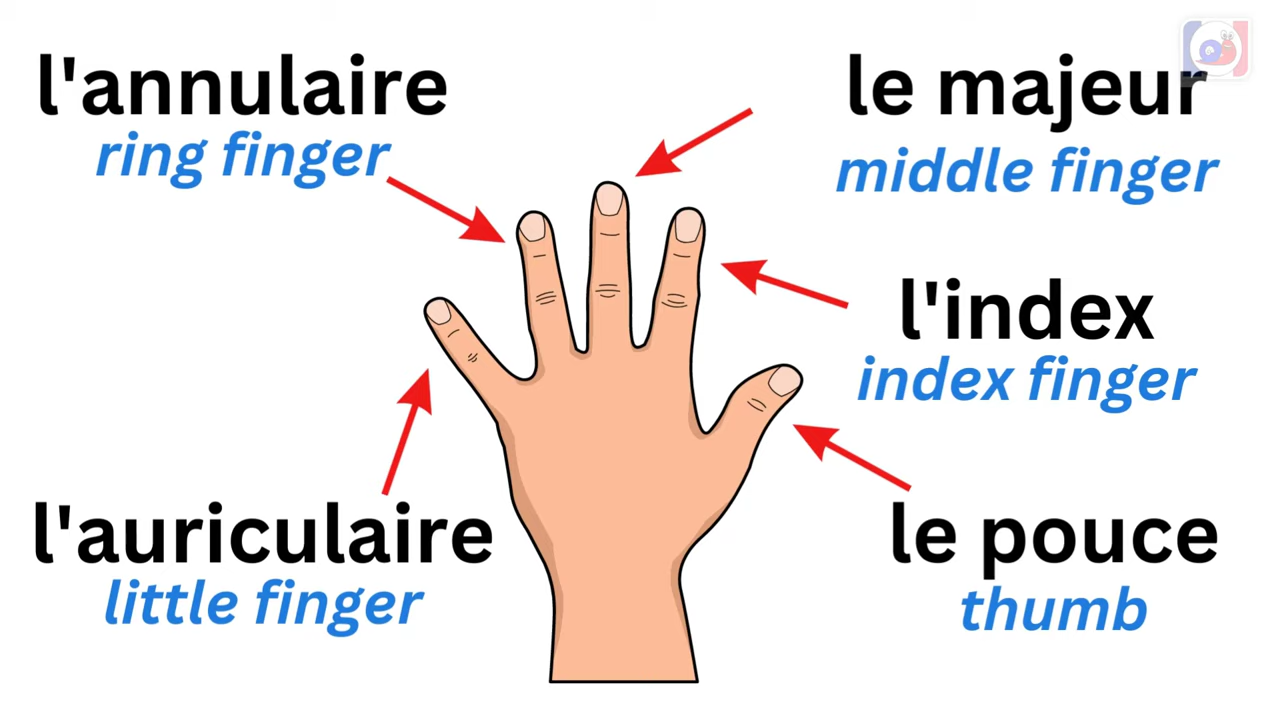 l'annulaire
ring finger
le majeur
middle finger
l'index
index finger
l'auriculaire
little finger
le pouce
thumb